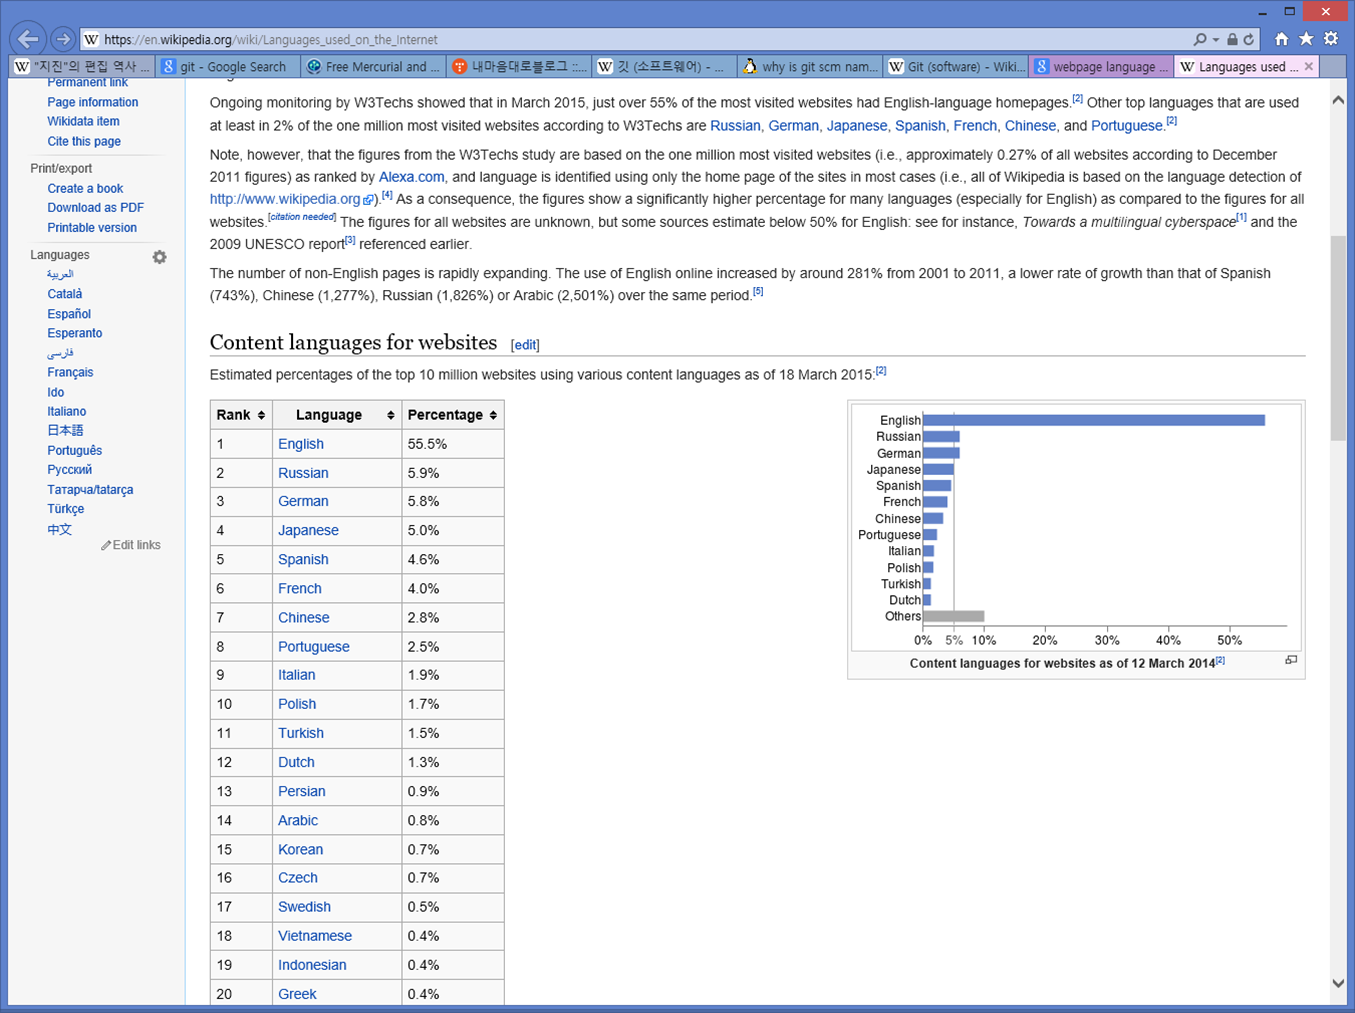 https://en.wikipedia.org/wiki/Languages_used_on_the_Internet
"지진"의 편집 역사 ...
git - Google Search
Free Mercurial and ...
내마음대로블로그 ::...
깃 (소프트웨어) - ...
why is git scm nam...
Git (software) - Wiki...
webpage language ...
Languages used ...
Permanent link
Page information
Wikidata item
Cite this page
Print/export
Create a book
Download as PDF
Printable version
Languages
العربية
Català
Español
Esperanto
فارسی
Français
Ido
Italiano
日本語
Português
Русский
Татарча/tatarça
Türkçe
中文
Edit links
Ongoing monitoring by W3Techs showed that in March 2015, just over 55% of the most visited websites had English-language homepages.[2] Other top languages that are used
at least in 2% of the one million most visited websites according to W3Techs are Russian, German, Japanese, Spanish, French, Chinese, and Portuguese.[2]
Note, however, that the figures from the W3Techs study are based on the one million most visited websites (i.e., approximately 0.27% of all websites according to December
2011 figures) as ranked by Alexa.com, and language is identified using only the home page of the sites in most cases (i.e., all of Wikipedia is based on the language detection of
http://www.wikipedia.org).[4] As a consequence, the figures show a significantly higher percentage for many languages (especially for English) as compared to the figures for all
websites.[citation needed] The figures for all websites are unknown, but some sources estimate below 50% for English: see for instance, Towards a multilingual cyberspace[1] and the
2009 UNESCO report[3] referenced earlier.
The number of non-English pages is rapidly expanding. The use of English online increased by around 281% from 2001 to 2011, a lower rate of growth than that of Spanish
(743%), Chinese (1,277%), Russian (1,826%) or Arabic (2,501%) over the same period.[5]
Content languages for websites [edit]
Estimated percentages of the top 10 million websites using various content languages as of 18 March 2015:[2]
Rank Language Percentage
1 English 55.5%
2 Russian 5.9%
3 German 5.8%
4 Japanese 5.0%
5 Spanish 4.6%
6 French 4.0%
7 Chinese 2.8%
8 Portuguese 2.5%
9 Italian 1.9%
10 Polish 1.7%
11 Turkish 1.5%
12 Dutch 1.3%
13 Persian 0.9%
14 Arabic 0.8%
15 Korean 0.7%
16 Czech 0.7%
17 Swedish 0.5%
18 Vietnamese 0.4%
19 Indonesian 0.4%
20 Greek 0.4%
English
Russian
German
Japanese
Spanish
French
Chinese
Portuguese
Italian
Polish
Turkish
Dutch
Others
0% 5% 10% 20% 30% 40% 50%
Content languages for websites as of 12 March 2014[2]